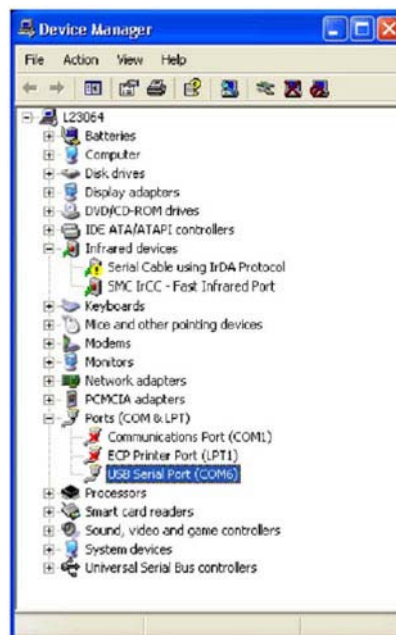 Device Manager
File Action View Help
L23064
Batteries
Computer
Disk drives
Display adapters
DVD/CD-ROM drives
IDE ATA/ATAPI controllers
Infrared devices
Serial Cable using IrDA Protocol
SMC IrCC - Fast Infrared Port
Keyboards
Mice and other pointing devices
Modems
Monitors
Network adapters
PCMCIA adapters
Ports (COM & LPT)
Communications Port (COM1)
ECP Printer Port (LPT1)
USB Serial Port (COM6)
Processors
Smart card readers
Sound, video and game controllers
System devices
Universal Serial Bus controllers